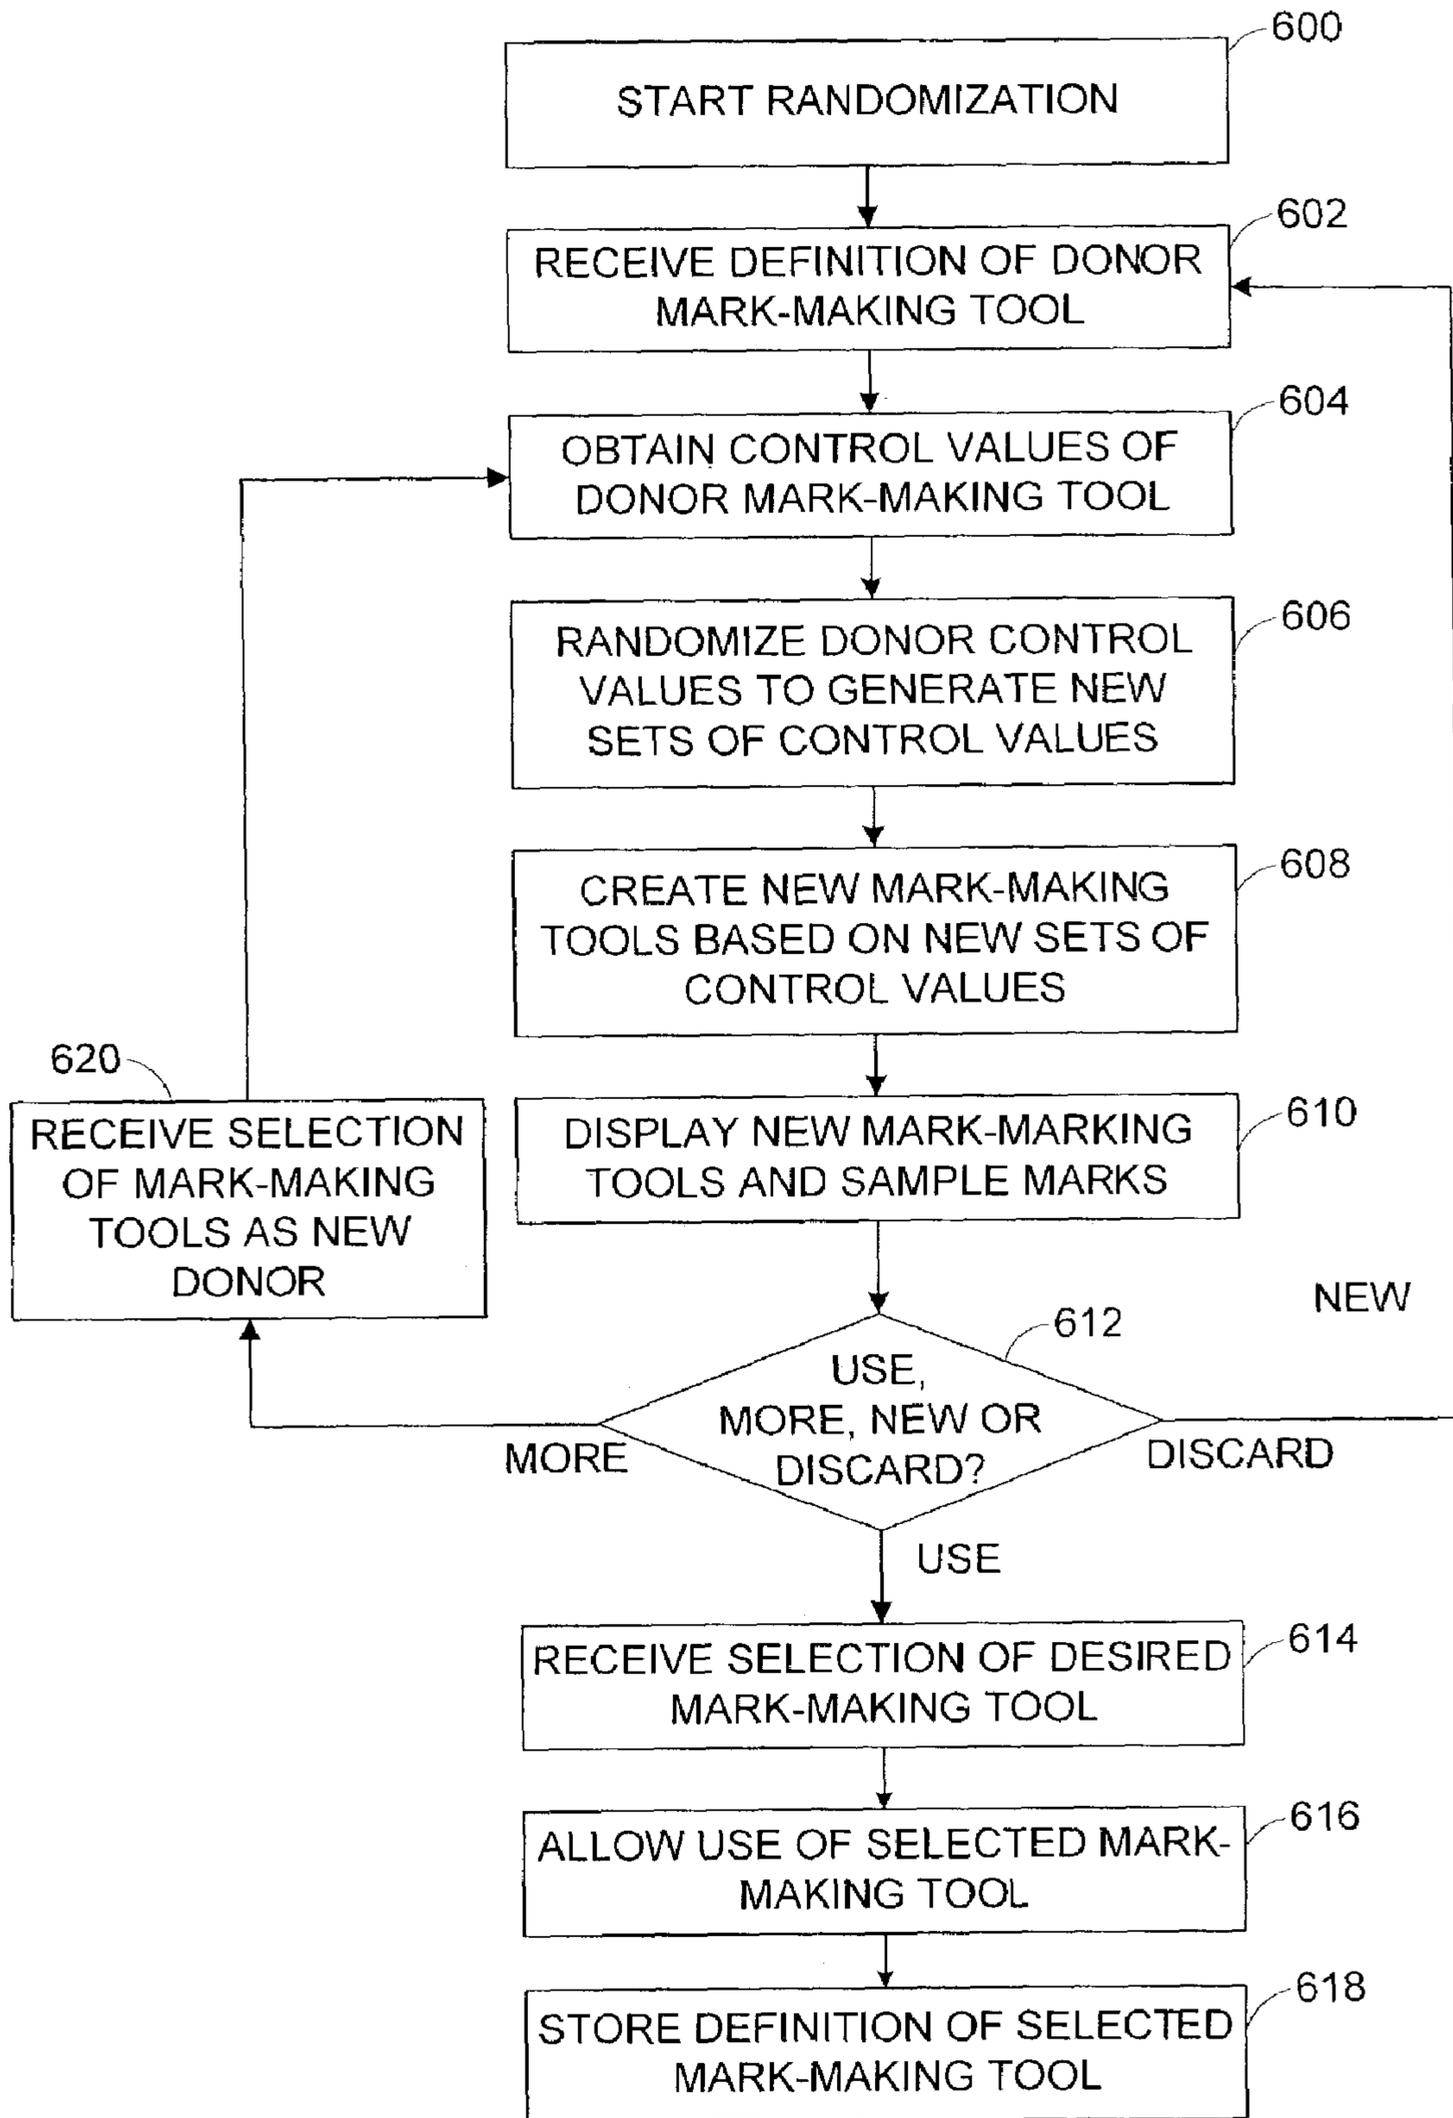 600
START RANDOMIZATION
602
RECEIVE DEFINITION OF DONOR
MARK-MAKING TOOL
604
OBTAIN CONTROL VALUES OF
DONOR MARK-MAKING TOOL
606
RANDOMIZE DONOR CONTROL
VALUES TO GENERATE NEW
SETS OF CONTROL VALUES
608
CREATE NEW MARK-MAKING
TOOLS BASED ON NEW SETS OF
CONTROL VALUES
620
RECEIVE SELECTION
OF MARK-MAKING
TOOLS AS NEW
DONOR
610
DISPLAY NEW MARK-MARKING
TOOLS AND SAMPLE MARKS
NEW
612
USE,
MORE, NEW OR
DISCARD?
MORE
DISCARD
USE
614
RECEIVE SELECTION OF DESIRED
MARK-MAKING TOOL
616
ALLOW USE OF SELECTED MARK-
MAKING TOOL
618
STORE DEFINITION OF SELECTED
MARK-MAKING TOOL